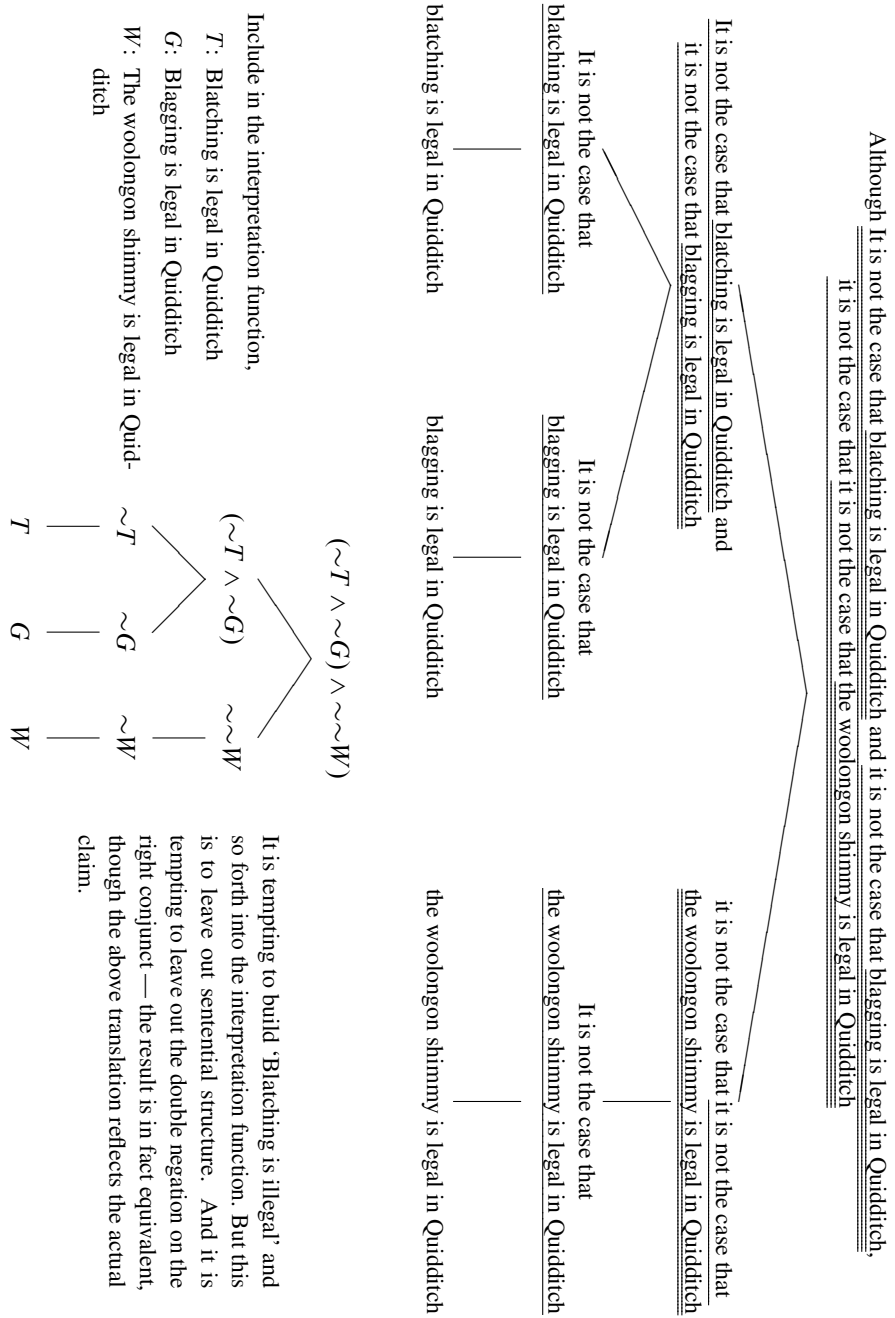 Although It is not the case that blatching is legal in Quidditch and it is not the case that blagging is legal in Quidditch,
it is not the case that it is not the case that the woolongon shimmy is legal in Quidditch
It is not the case that blatching is legal in Quidditch and
it is not the case that blagging is legal in Quidditch
it is not the case that it is not the case that
the woolongon shimmy is legal in Quidditch
It is not the case that
blatching is legal in Quidditch
It is not the case that
blagging is legal in Quidditch
It is not the case that
the woolongon shimmy is legal in Quidditch
blatching is legal in Quidditch
blagging is legal in Quidditch
the woolongon shimmy is legal in Quidditch
Include in the interpretation function,
T: Blatching is legal in Quidditch
G: Blagging is legal in Quidditch
W: The woolongon shimmy is legal in Quid-
ditch
(∼T ∧ ∼G) ∧ ∼∼W)
(∼T ∧ ∼G) ∼∼W
∼T ∼G ∼W
T G W
It is tempting to build ‘Blatching is illegal’ and
so forth into the interpretation function. But this
is to leave out sentential structure. And it is
tempting to leave out the double negation on the
right conjunct — the result is in fact equivalent,
though the above translation reflects the actual
claim.